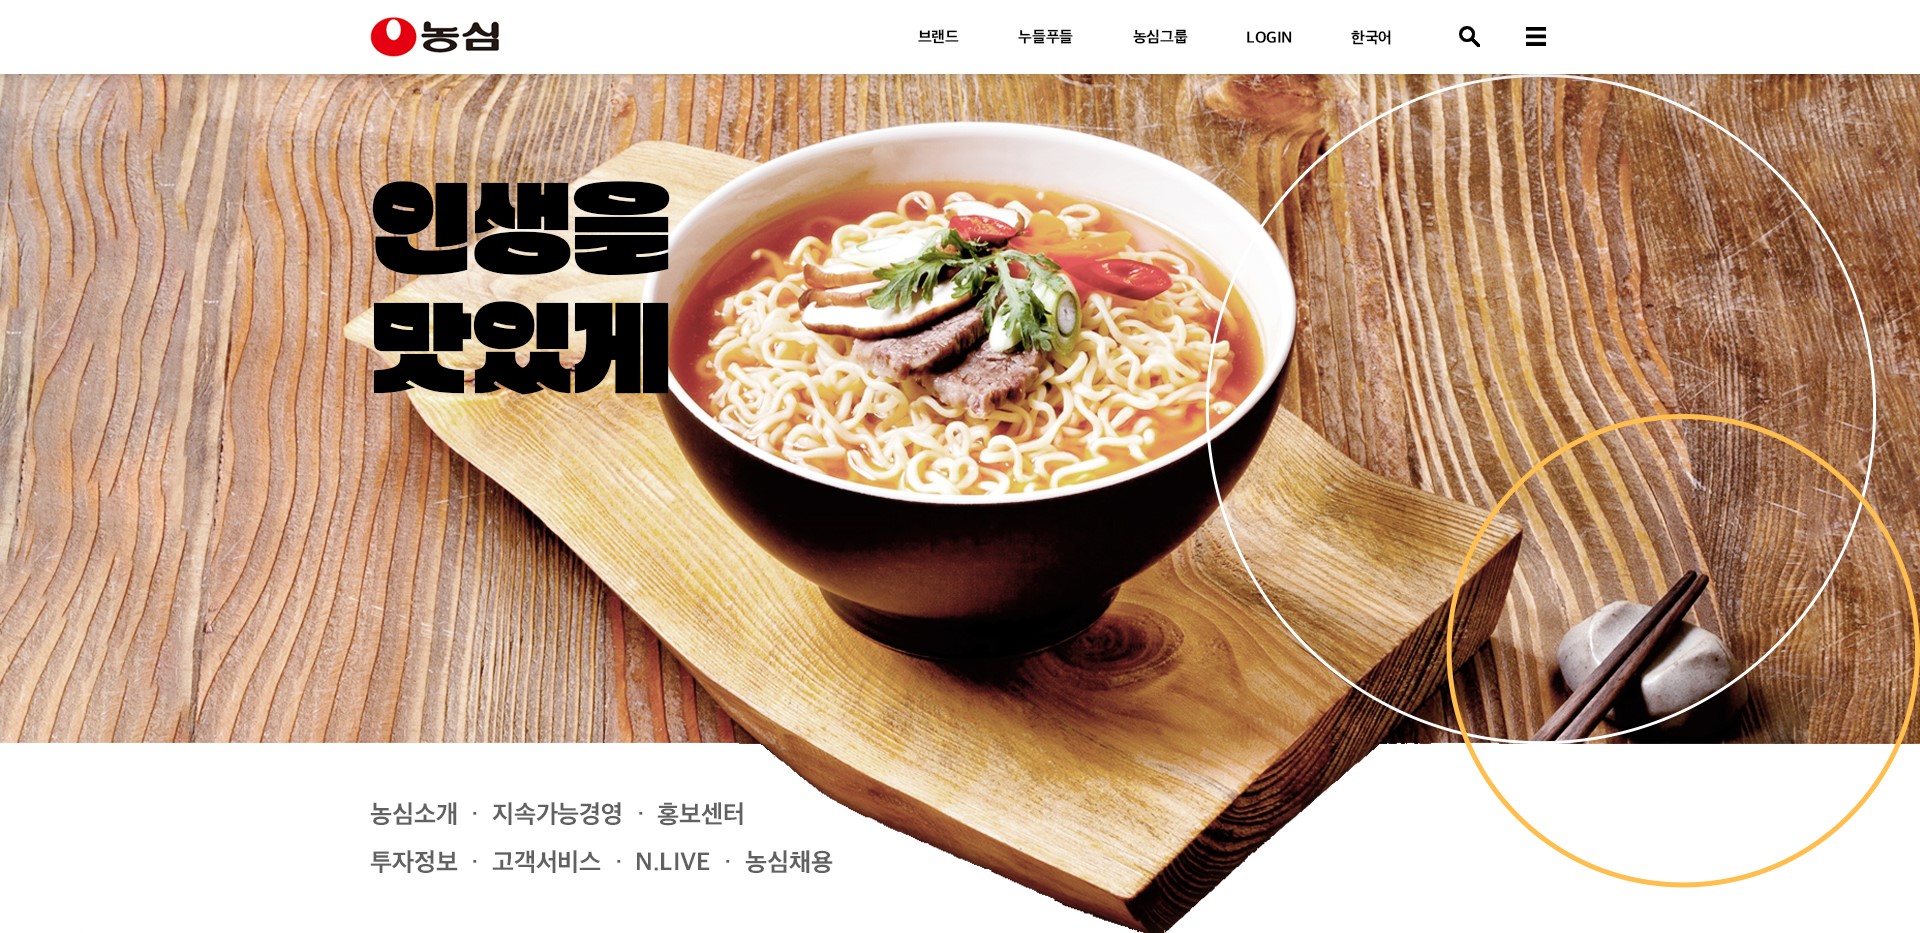 농심
브랜드 누들푸들 농심그룹 LOGIN 한국어
인생을
맛있게
농심소개 · 지속가능경영 · 홍보센터
투자정보 · 고객서비스 · N.LIVE · 농심채용